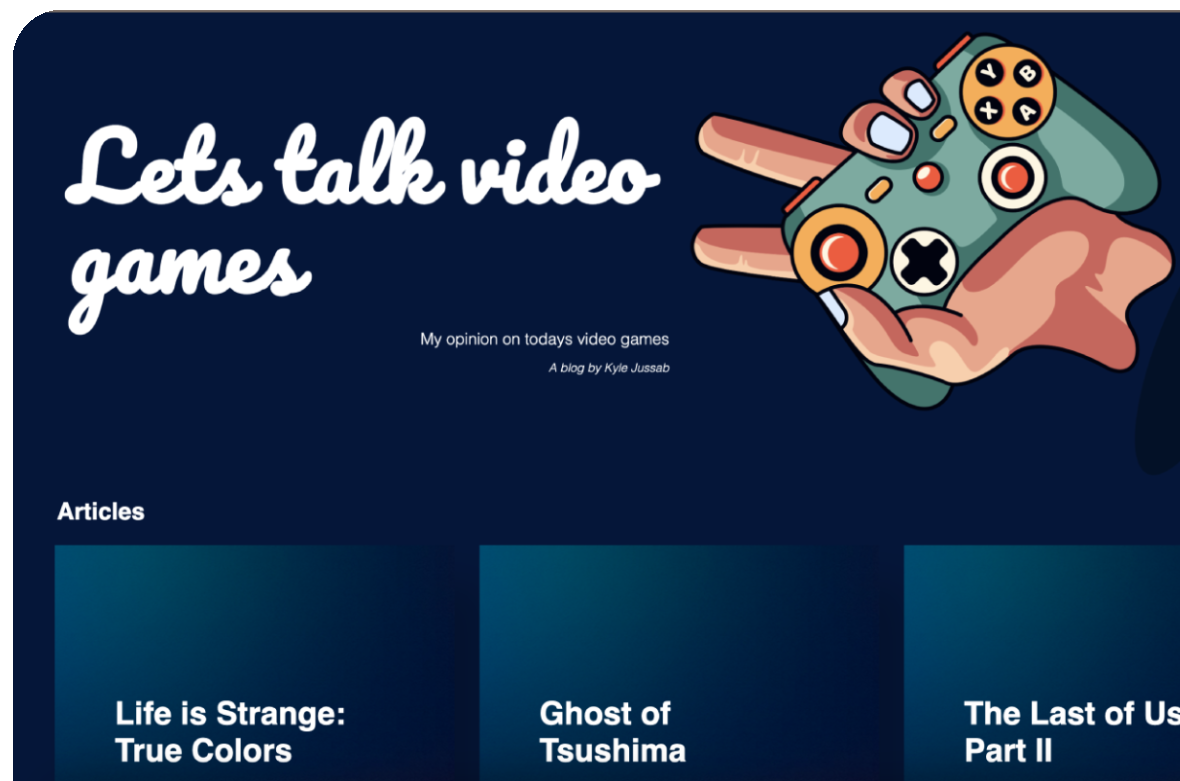 Lets talk video
games
My opinion on todays video games
A blog by Kyle Jussab
Y B
X A
Articles
Life is Strange:
True Colors
Ghost of
Tsushima
The Last of Us
Part II